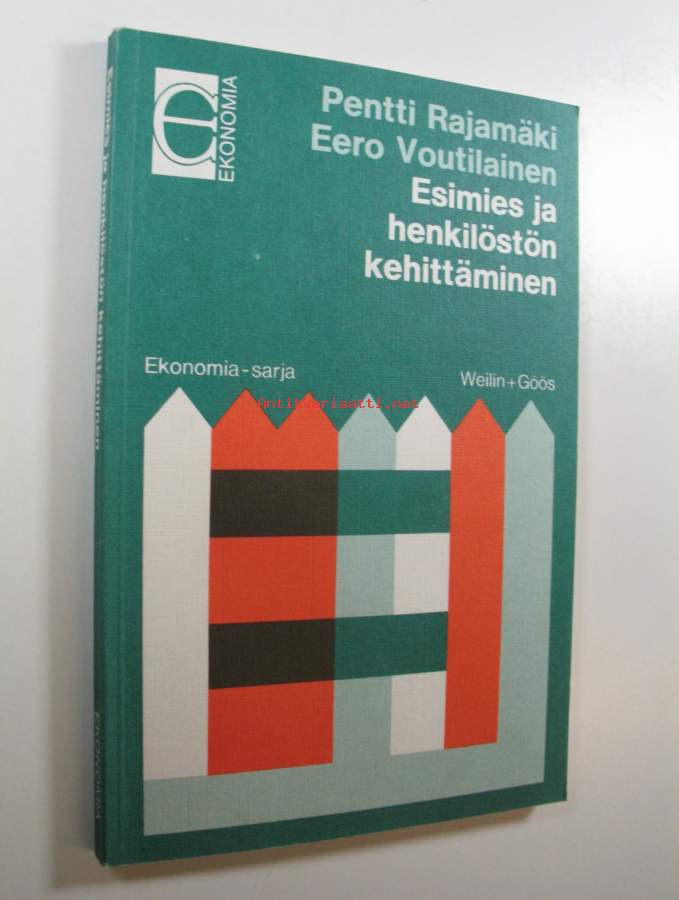 EKONOMIA
Pentti Rajamäki
Eero Voutilainen
Esimies ja
henkilöstön
kehittäminen
Ekonomia-sarja
Weilin+Göös
Antikvariaatti.net
Esimies ja henkilöstön kehittäminen
EKONOMIA